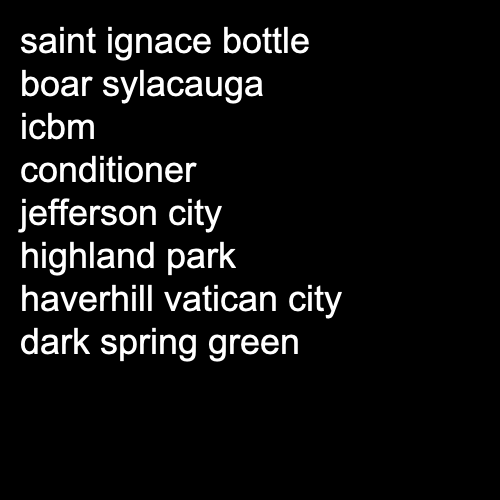 saint ignace bottle
boar sylacauga
icbm
conditioner
jefferson city
highland park
haverhill vatican city
dark spring green